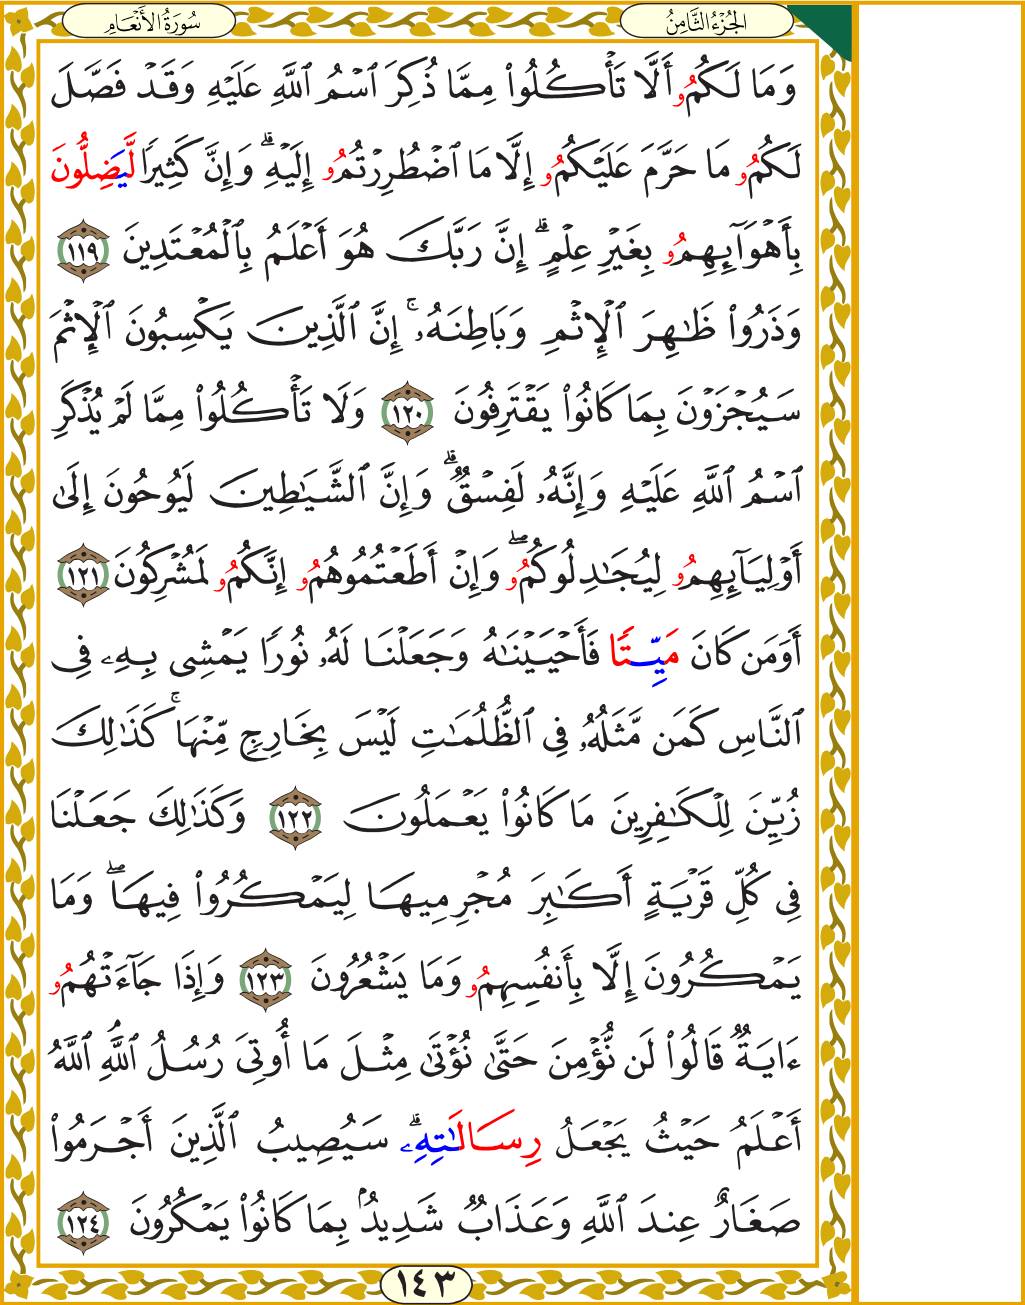 الجُزْءُ الثَّامِنُ
سُورَةُ الأَنْعَامِ
وَمَا لَكُمُۥ أَلَّا تَأْكُلُواْ مِمَّا ذُكِرَ ٱسْمُ ٱللَّهِ عَلَيْهِ وَقَدْ فَصَّلَ
لَكُمُۥ مَا حَرَّمَ عَلَيْكُمُۥ إِلَّا مَا ٱضْطُرِرْتُمُۥ إِلَيْهِۗ وَإِنَّ كَثِيرٗا لَّيَضِلُّونَ
بِأَهْوَآئِهِمُۥ بِغَيْرِ عِلْمٍۗ إِنَّ رَبَّكَ هُوَ أَعْلَمُ بِٱلْمُعْتَدِينَ ١١٩
وَذَرُواْ ظَٰهِرَ ٱلْإِثْمِ وَبَاطِنَهُۥٓۚ إِنَّ ٱلَّذِينَ يَكْسِبُونَ ٱلْإِثْمَ
سَيُجْزَوْنَ بِمَا كَانُواْ يَقْتَرِفُونَ ١٢٠ وَلَا تَأْكُلُواْ مِمَّا لَمْ يُذْكَرِ
ٱسْمُ ٱللَّهِ عَلَيْهِ وَإِنَّهُۥ لَفِسْقٞۗ وَإِنَّ ٱلشَّيَٰطِينَ لَيُوحُونَ إِلَىٰ
أَوْلِيَآئِهِمُۥ لِيُجَٰدِلُوكُمُۥۖ وَإِنْ أَطَعْتُمُوهُمُۥ إِنَّكُمُۥ لَمُشْرِكُونَ ١٢١
أَوَمَن كَانَ مَيِّتٗا فَأَحْيَيْنَٰهُ وَجَعَلْنَا لَهُۥ نُورٗا يَمْشِى بِهِۦ فِى
ٱلنَّاسِ كَمَن مَّثَلُهُۥ فِى ٱلظُّلُمَٰتِ لَيْسَ بِخَارِجٖ مِّنْهَاۚ كَذَٰلِكَ
زُيِّنَ لِلْكَٰفِرِينَ مَا كَانُواْ يَعْمَلُونَ ١٢٢ وَكَذَٰلِكَ جَعَلْنَا
فِى كُلِّ قَرْيَةٍ أَكَٰبِرَ مُجْرِمِيهَا لِيَمْكُرُواْ فِيهَاۖ وَمَا
يَمْكُرُونَ إِلَّا بِأَنفُسِهِمُۥ وَمَا يَشْعُرُونَ ١٢٣ وَإِذَا جَآءَتْهُمُۥ
ءَايَةٞ قَالُواْ لَن نُّؤْمِنَ حَتَّىٰ نُؤْتَىٰ مِثْلَ مَا أُوتِىَ رُسُلُ ٱللَّهِۘ ٱللَّهُ
أَعْلَمُ حَيْثُ يَجْعَلُ رِسَالَٰتِهِۦۗ سَيُصِيبُ ٱلَّذِينَ أَجْرَمُواْ
صَغَارٌ عِندَ ٱللَّهِ وَعَذَابٞ شَدِيدُۢ بِمَا كَانُواْ يَمْكُرُونَ ١٢٤
١٤٣